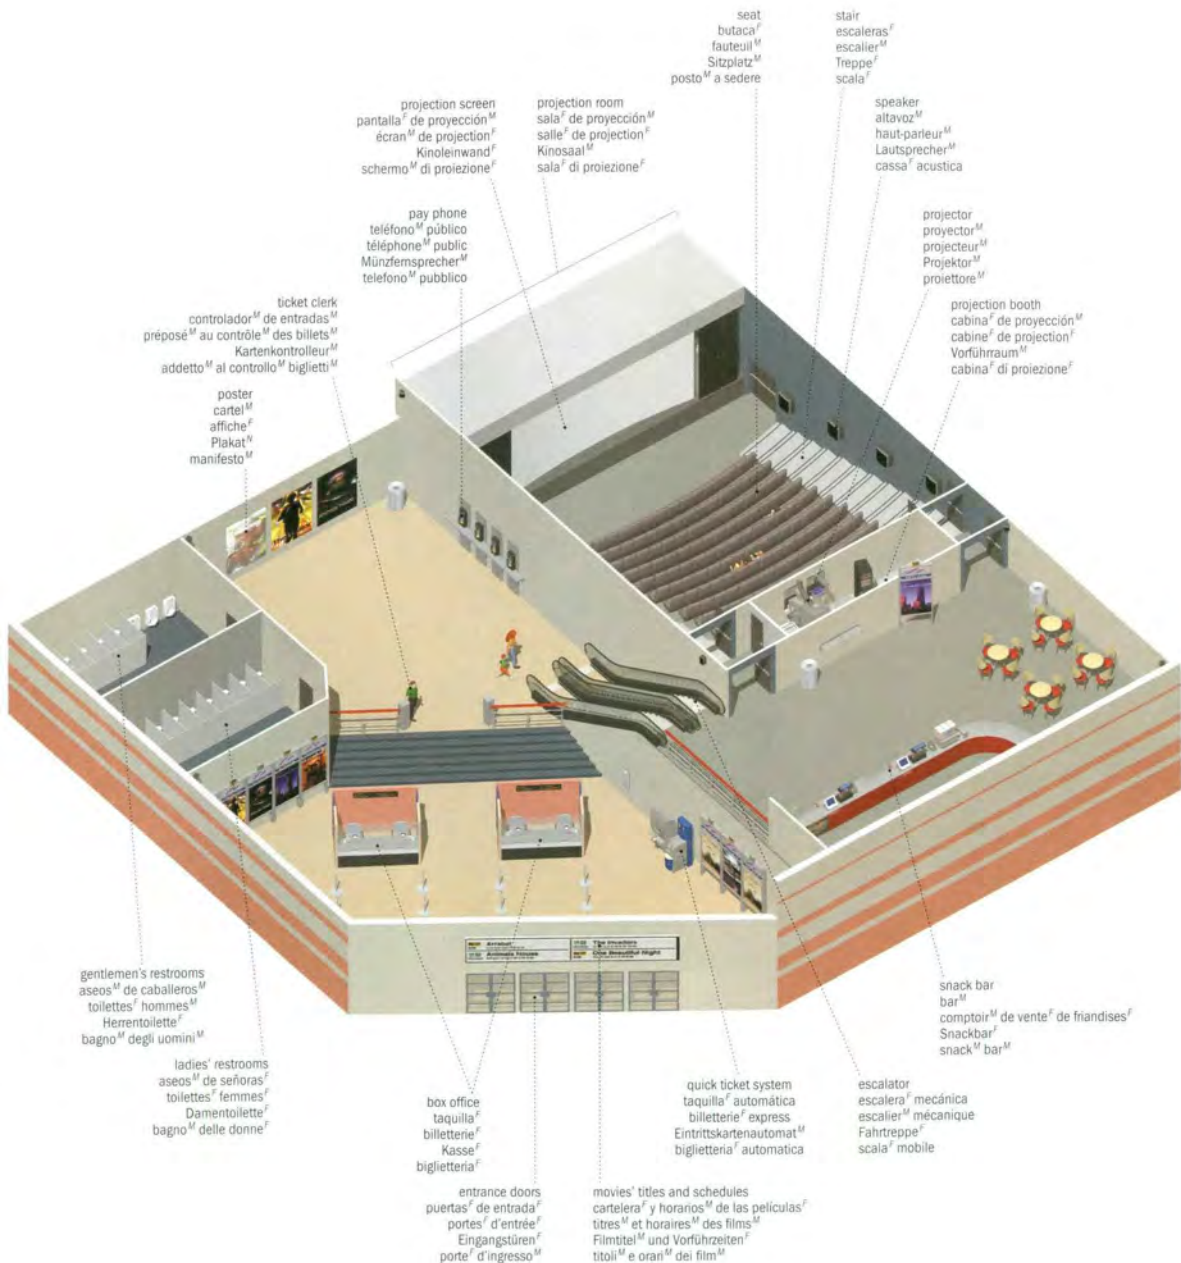 seat
butaca^F
fauteuil^M
Sitzplatz^M
posto^M a sedere
stair
escaleras^F
escalier^M
Treppe^F
scala^F
projection screen
pantalla^F de proyección^M
écran^M de projection^F
Kinoleinwand^F
schermo^M di proiezione^F
projection room
sala^F de proyección^M
salle^F de projection^F
Kinosaal^M
sala^F di proiezione^F
speaker
altavoz^M
haut-parleur^M
Lautsprecher^M
cassa^F acustica
pay phone
teléfono^M público
téléphone^M public
Münzfernsprecher^M
telefono^M pubblico
projector
proyector^M
projecteur^M
Projektor^M
proiettore^M
ticket clerk
controlador^M de entradas^M
préposé^M au contrôle^M des billets^M
Kartenkontrolleur^M
addetto^M al controllo^M biglietti^M
projection booth
cabina^F de proyección^M
cabine^F de projection^F
Vorführraum^M
cabina^F di proiezione^F
poster
cartel^M
affiche^F
Plakat^N
manifesto^M
Animals House
The Invaders
One Beautiful Night
gentlemen's restrooms
aseos^M de caballeros^M
toilettes^F hommes^M
Herrentoilette^F
bagno^M degli uomini^M
ladies' restrooms
aseos^M de señoras^F
toilettes^F femmes^F
Damentoilette^F
bagno^M delle donne^F
box office
taquilla^F
billetterie^F
Kasse^F
biglietteria^F
entrance doors
puertas^F de entrada^F
portes^F d'entrée^F
Eingangstüren^F
porte^F d'ingresso^M
movies' titles and schedules
cartelera^F y horarios^M de las películas^F
titres^M et horaires^M des films^M
Filmtitel^M und Vorführzeiten^F
titoli^M e orari^M dei film^M
quick ticket system
taquilla^F automática
billetterie^F express
Eintrittskartenautomat^M
biglietteria^F automatica
escalator
escalera^F mecánica
escalier^M mécanique
Fahrtreppe^F
scala^F mobile
snack bar
bar^M
comptoir^M de vente^F de friandises^F
Snackbar^F
snack^M bar^M